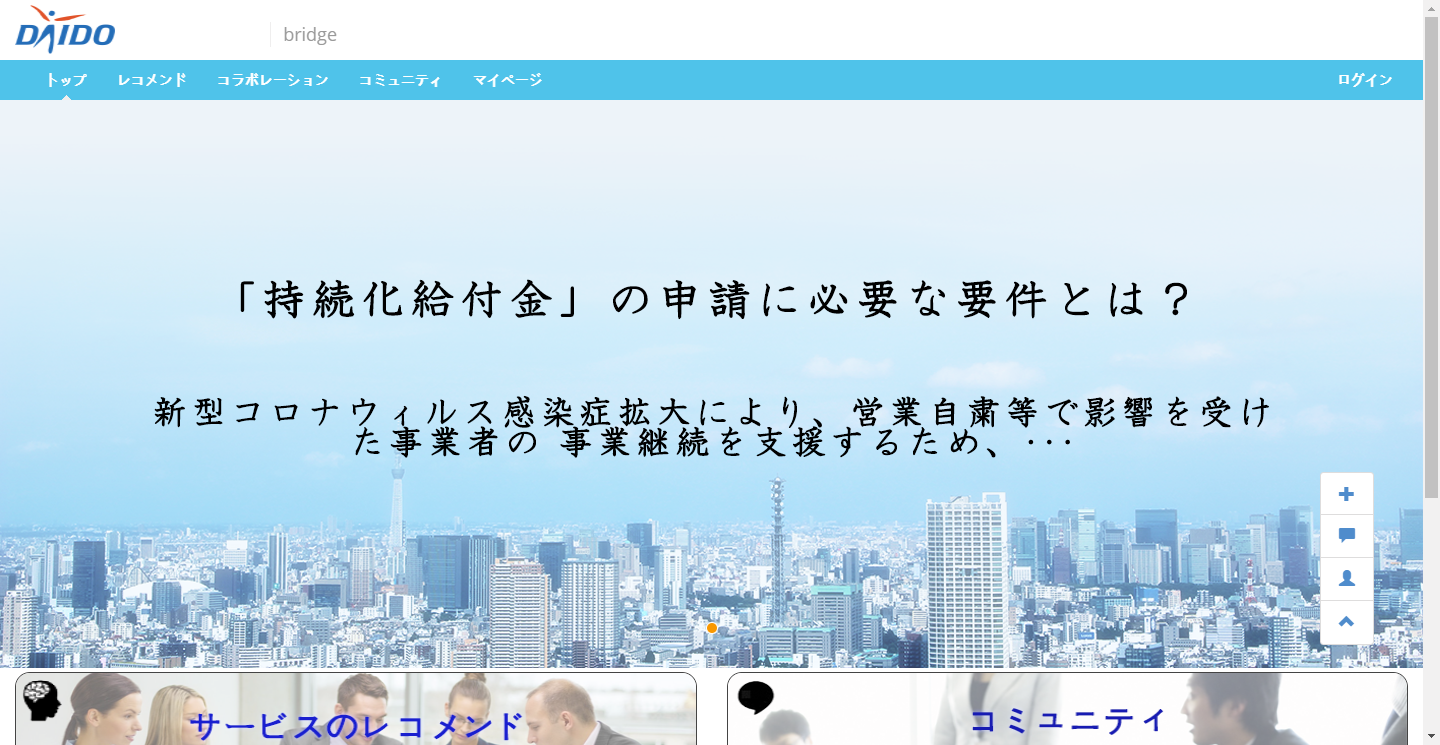 DAIDO
bridge
トップ
レコメンド
コラボレーション
コミュニティ
マイページ
ログイン
「持続化給付金」の申請に必要な要件とは？
新型コロナウィルス感染症拡大により、営業自粛等で影響を受け
た事業者の 事業継続を支援するため、･･･
サービスのレコメンド
コミュニティ